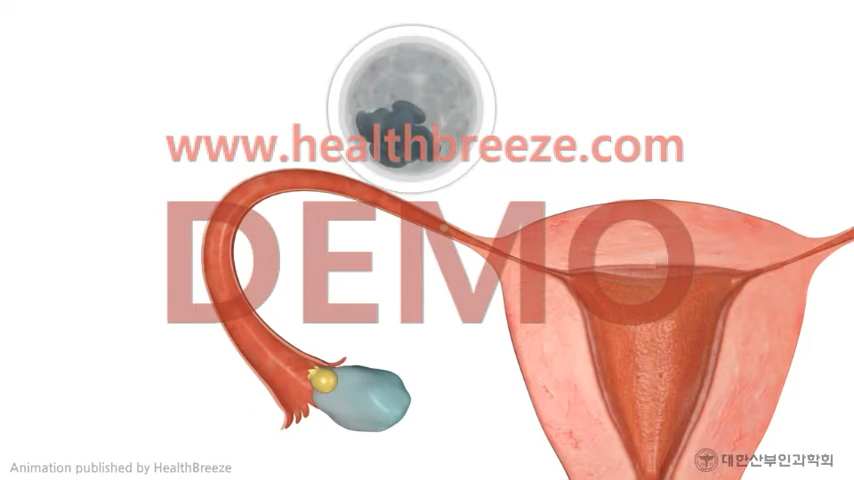 www.healthbreeze.com
DEMO
Animation published by HealthBreeze
대한산부인과학회